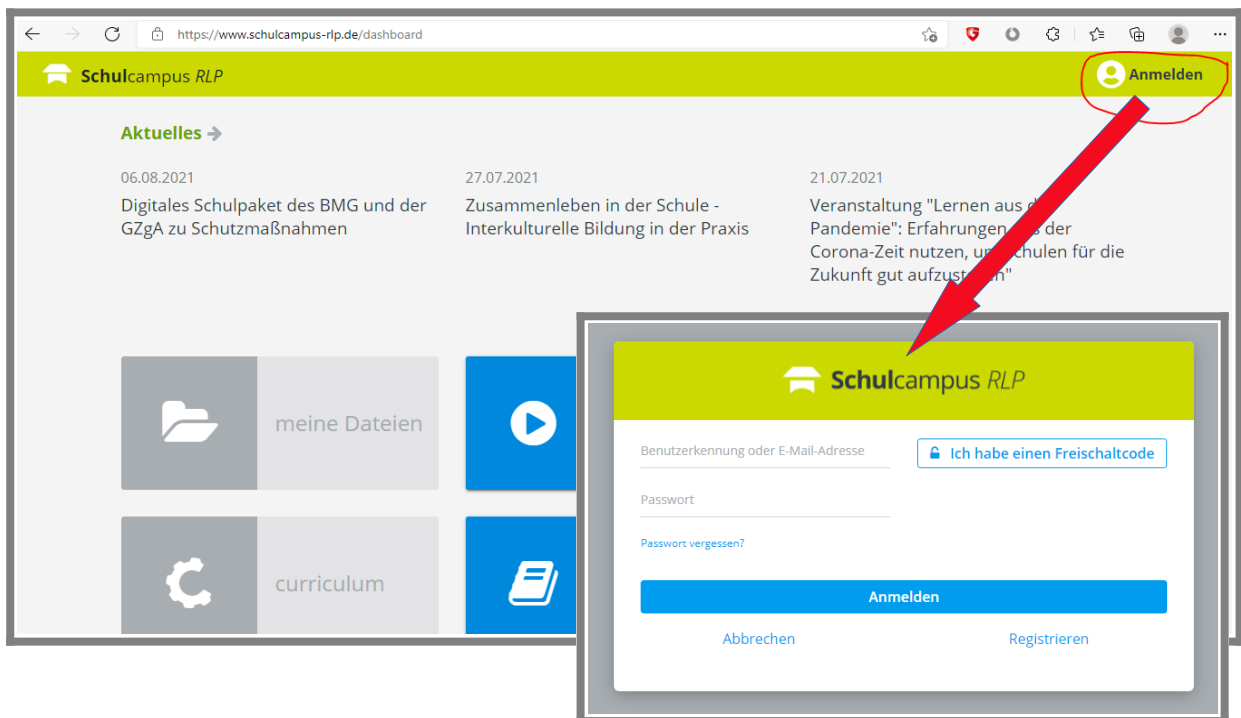 https://www.schulcampus-rlp.de/dashboard
Schulcampus RLP
Anmelden
Aktuelles
06.08.2021
Digitales Schulpaket des BMG und der
GZgA zu Schutzmaßnahmen
27.07.2021
Zusammenleben in der Schule -
Interkulturelle Bildung in der Praxis
21.07.2021
Veranstaltung "Lernen aus
Pandemie": Erfahrungen der
Corona-Zeit nutzen, Schulen für die
Zukunft gut
meine Dateien
curriculum
Schulcampus RLP
Benutzerkennung oder E-Mail-Adresse
Ich habe einen Freischaltcode
Passwort
Passwort vergessen?
Anmelden
Abbrechen
Registrieren